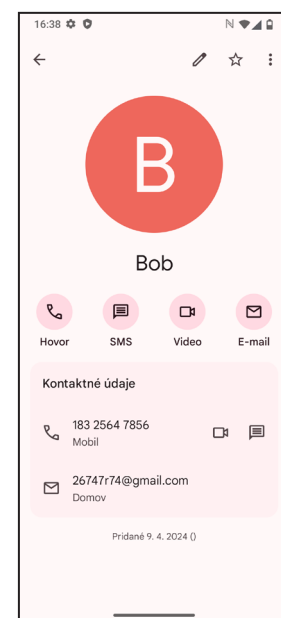 16:38
B
Bob
Hovor SMS Video E-mail
Kontaktné údaje
183 2564 7856
Mobil
26747r74@gmail.com
Domov
Pridané 9. 4. 2024 ()